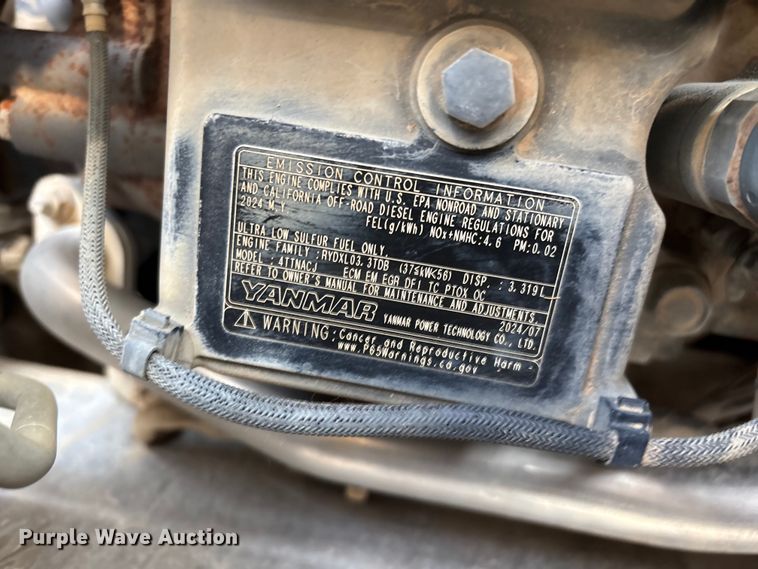 EMISSION CONTROL INFORMATION
THIS ENGINE COMPLIES WITH U.S. EPA NONROAD AND STATIONARY
AND CALIFORNIA OFF-ROAD DIESEL ENGINE REGULATIONS FOR
2024 M.Y
FEL(g/kWh) NOx+NMHC:4.6 PM:0.02
ULTRA LOW SULFUR FUEL ONLY.
ENGINE FAMILY : RYDXL03.3TDB (37≤kW<56) DISP. : 3.319 L
MODEL : 4TTNACJ ECM EM EGR DFI TC PTOX OC
REFER TO OWNER'S MANUAL FOR MAINTENANCE AND ADJUSTMENTS
2024/07
YANMAR YANMAR POWER TECHNOLOGY CO., LTD.
WARNING: Cancer and Reproductive Harm -
www.P65Warnings.ca.gov
Purple Wave Auction